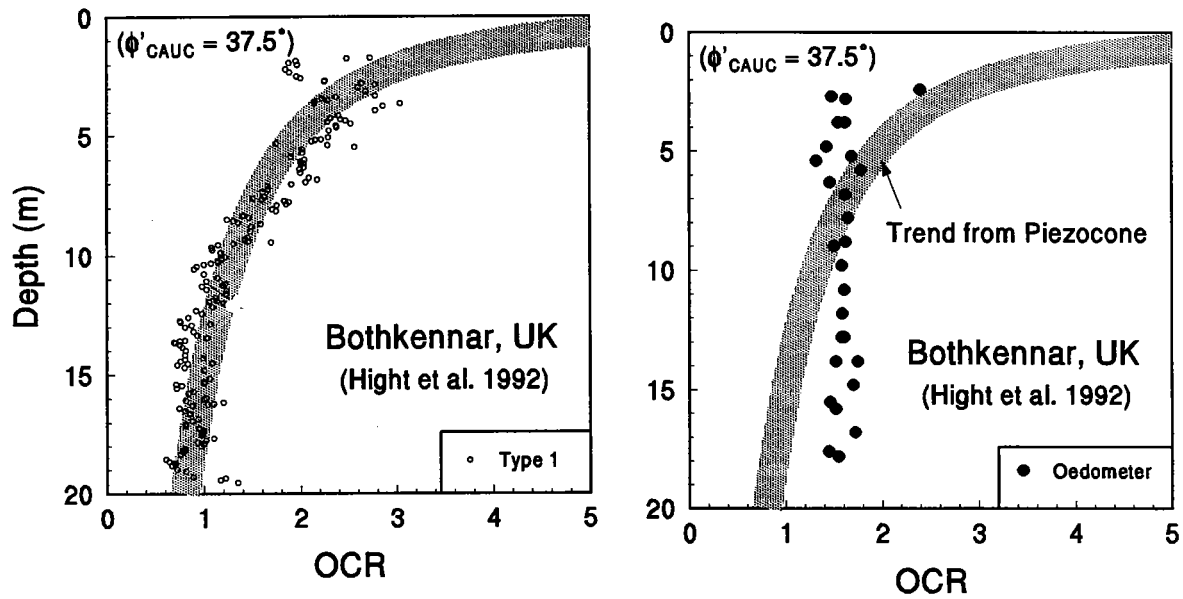 (ϕ'CAUC = 37.5°)
0
5
10
15
20
Depth (m)
Bothkennar, UK
(Hight et al. 1992)
Type 1
0 1 2 3 4 5
OCR
(ϕ'CAUC = 37.5°)
0
5
10
15
20
Trend from Piezocone
Bothkennar, UK
(Hight et al. 1992)
Oedometer
0 1 2 3 4 5
OCR